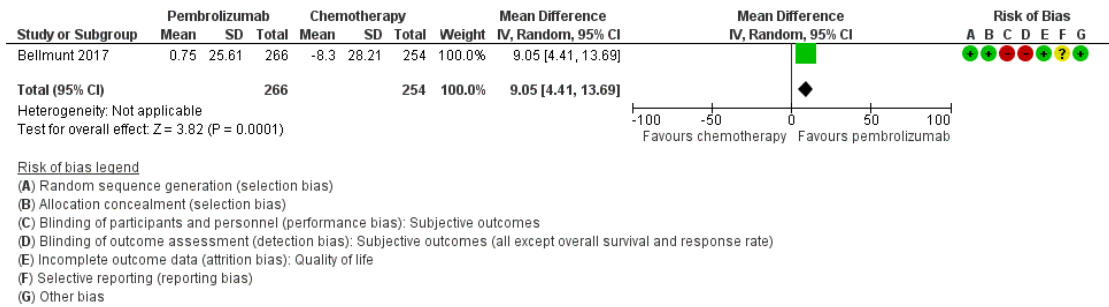 Pembrolizumab Chemotherapy Mean Difference Mean Difference Risk of Bias
Study or Subgroup Mean SD Total Mean SD Total Weight IV, Random, 95% CI IV, Random, 95% CI A B C D E F G
Bellmunt 2017 0.75 25.61 266 -8.3 28.21 254 100.0% 9.05 [4.41, 13.69] + + - - + ? +
Total (95% CI) 266 254 100.0% 9.05 [4.41, 13.69]
Heterogeneity: Not applicable
Test for overall effect: Z = 3.82 (P = 0.0001)
-100 -50 0 50 100
Favours chemotherapy Favours pembrolizumab
Risk of bias legend
(A) Random sequence generation (selection bias)
(B) Allocation concealment (selection bias)
(C) Blinding of participants and personnel (performance bias): Subjective outcomes
(D) Blinding of outcome assessment (detection bias): Subjective outcomes (all except overall survival and response rate)
(E) Incomplete outcome data (attrition bias): Quality of life
(F) Selective reporting (reporting bias)
(G) Other bias